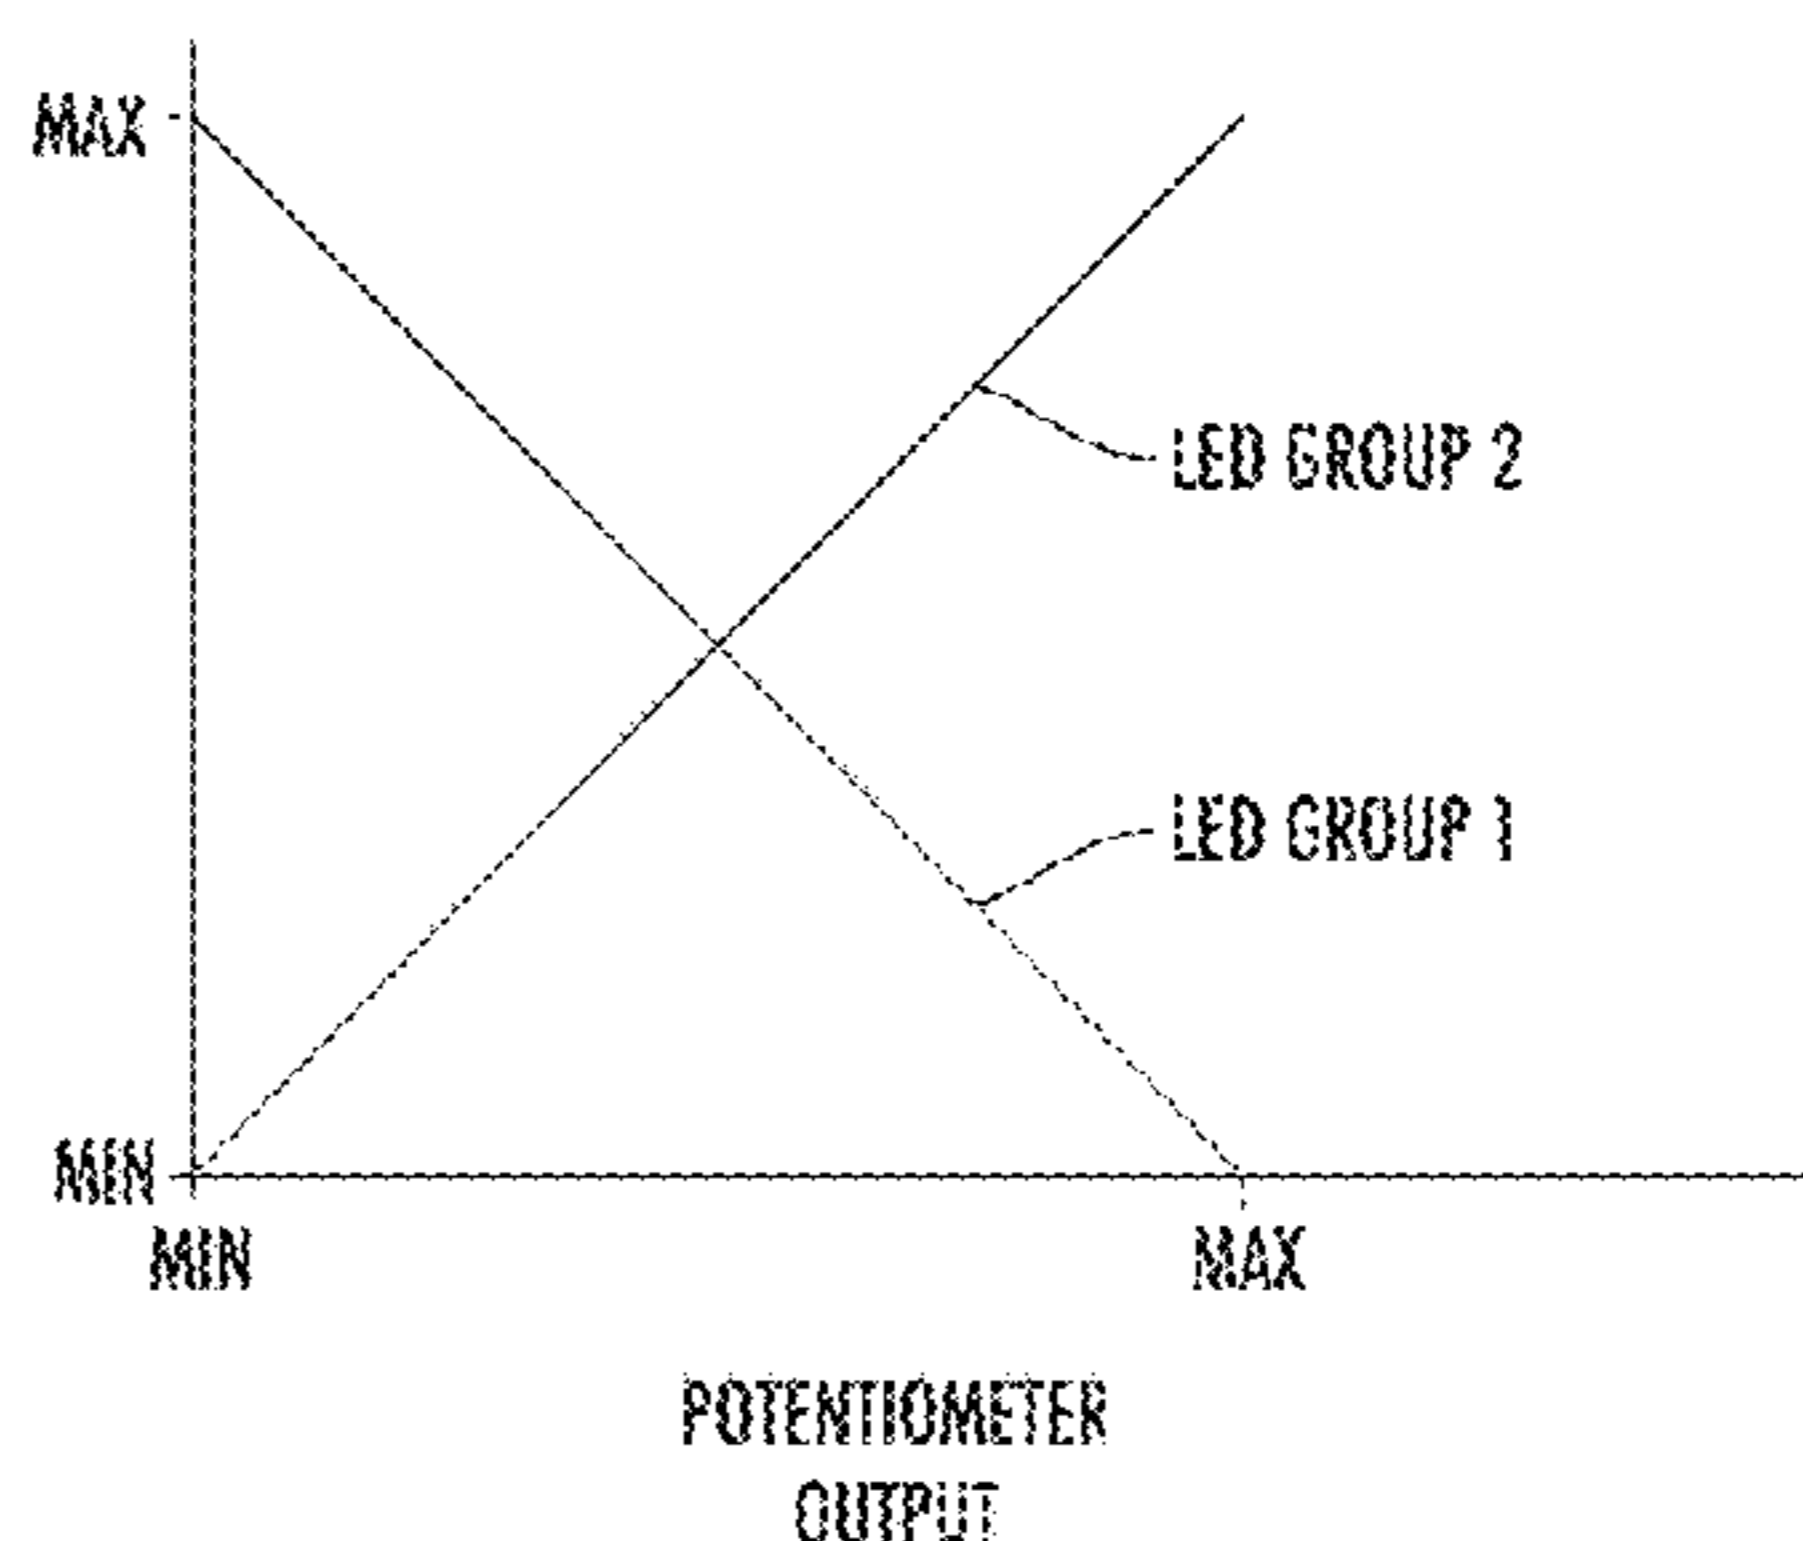 MAX
LED GROUP 2
LED GROUP 1
MIN
MIN MAX
POTENTIOMETER
OUTPUT